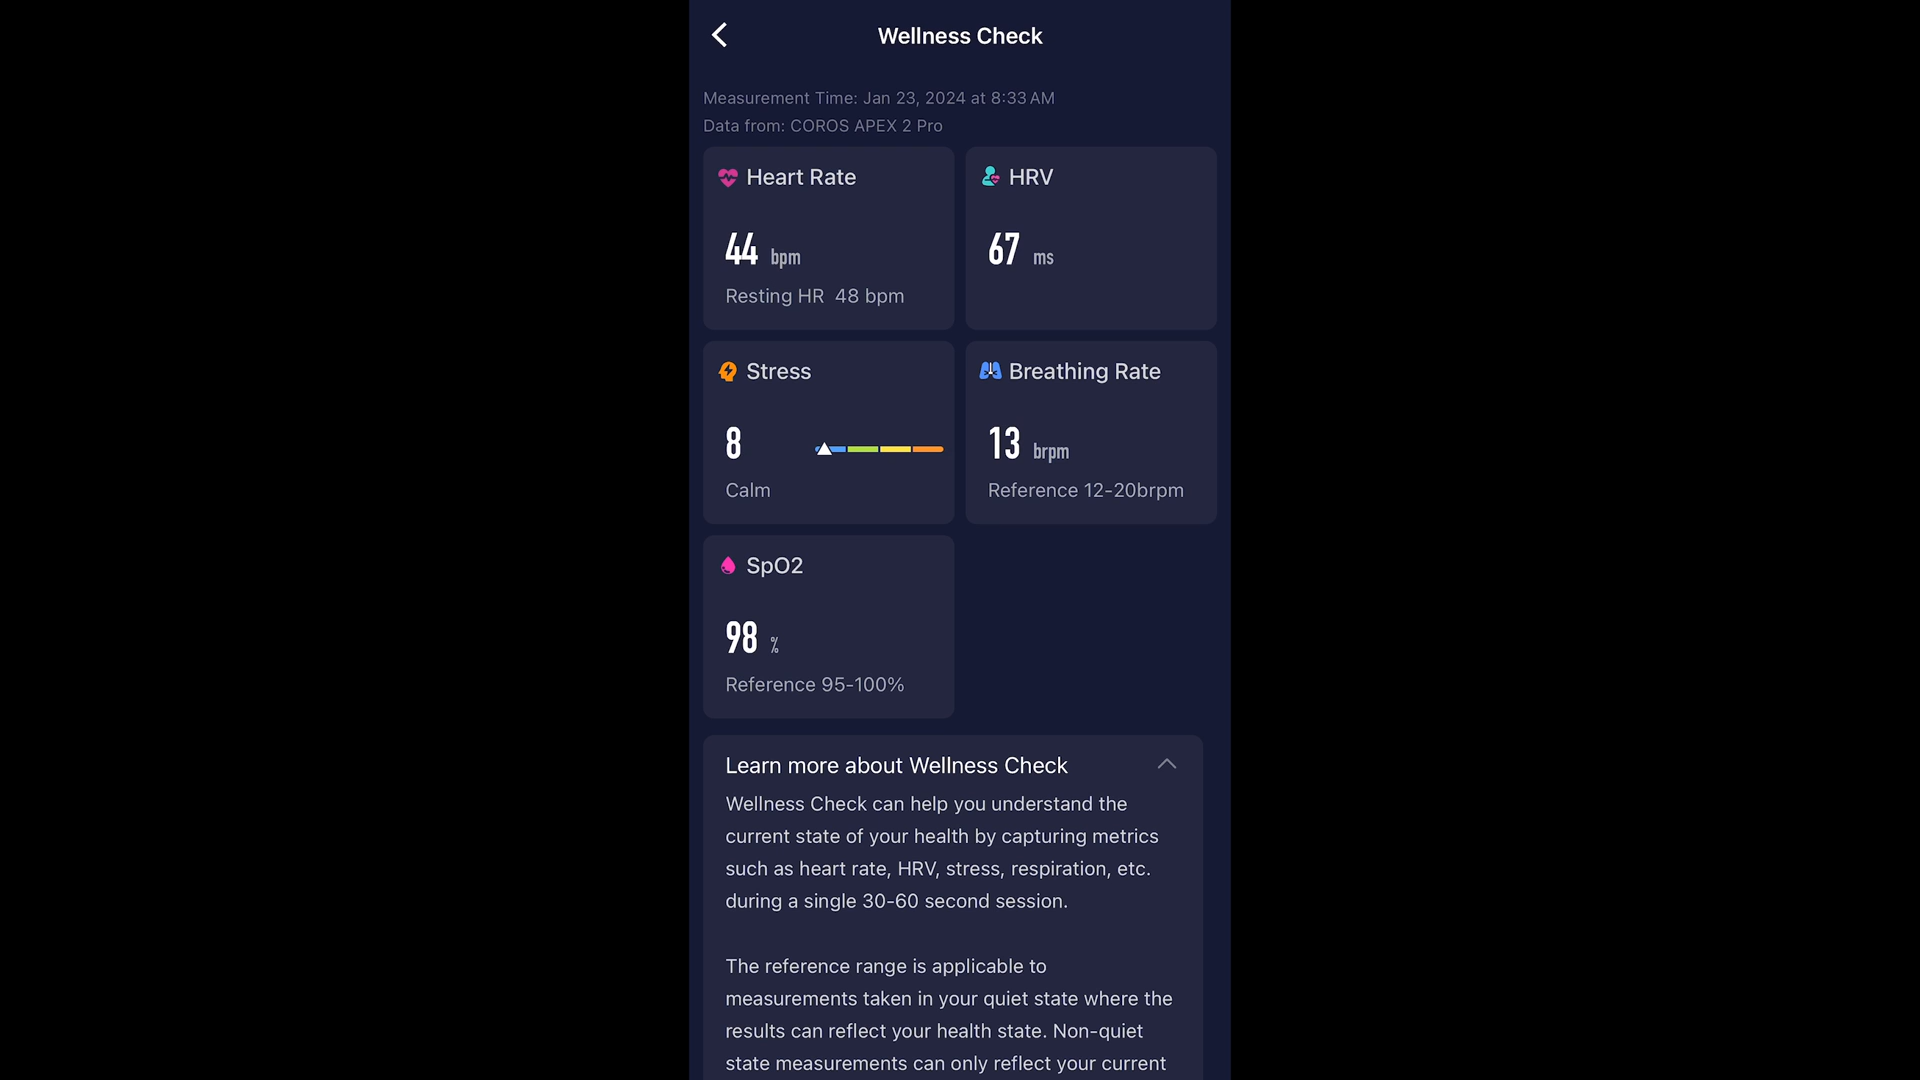 Wellness Check
Measurement Time: Jan 23, 2024 at 8:33 AM
Data from: COROS APEX 2 Pro
Heart Rate
44 bpm
Resting HR 48 bpm
HRV
67 ms
Stress
8
Calm
Breathing Rate
13 brpm
Reference 12-20brpm
SpO2
98 %
Reference 95-100%
Learn more about Wellness Check
Wellness Check can help you understand the
current state of your health by capturing metrics
such as heart rate, HRV, stress, respiration, etc.
during a single 30-60 second session.
The reference range is applicable to
measurements taken in your quiet state where the
results can reflect your health state. Non-quiet
state measurements can only reflect your current